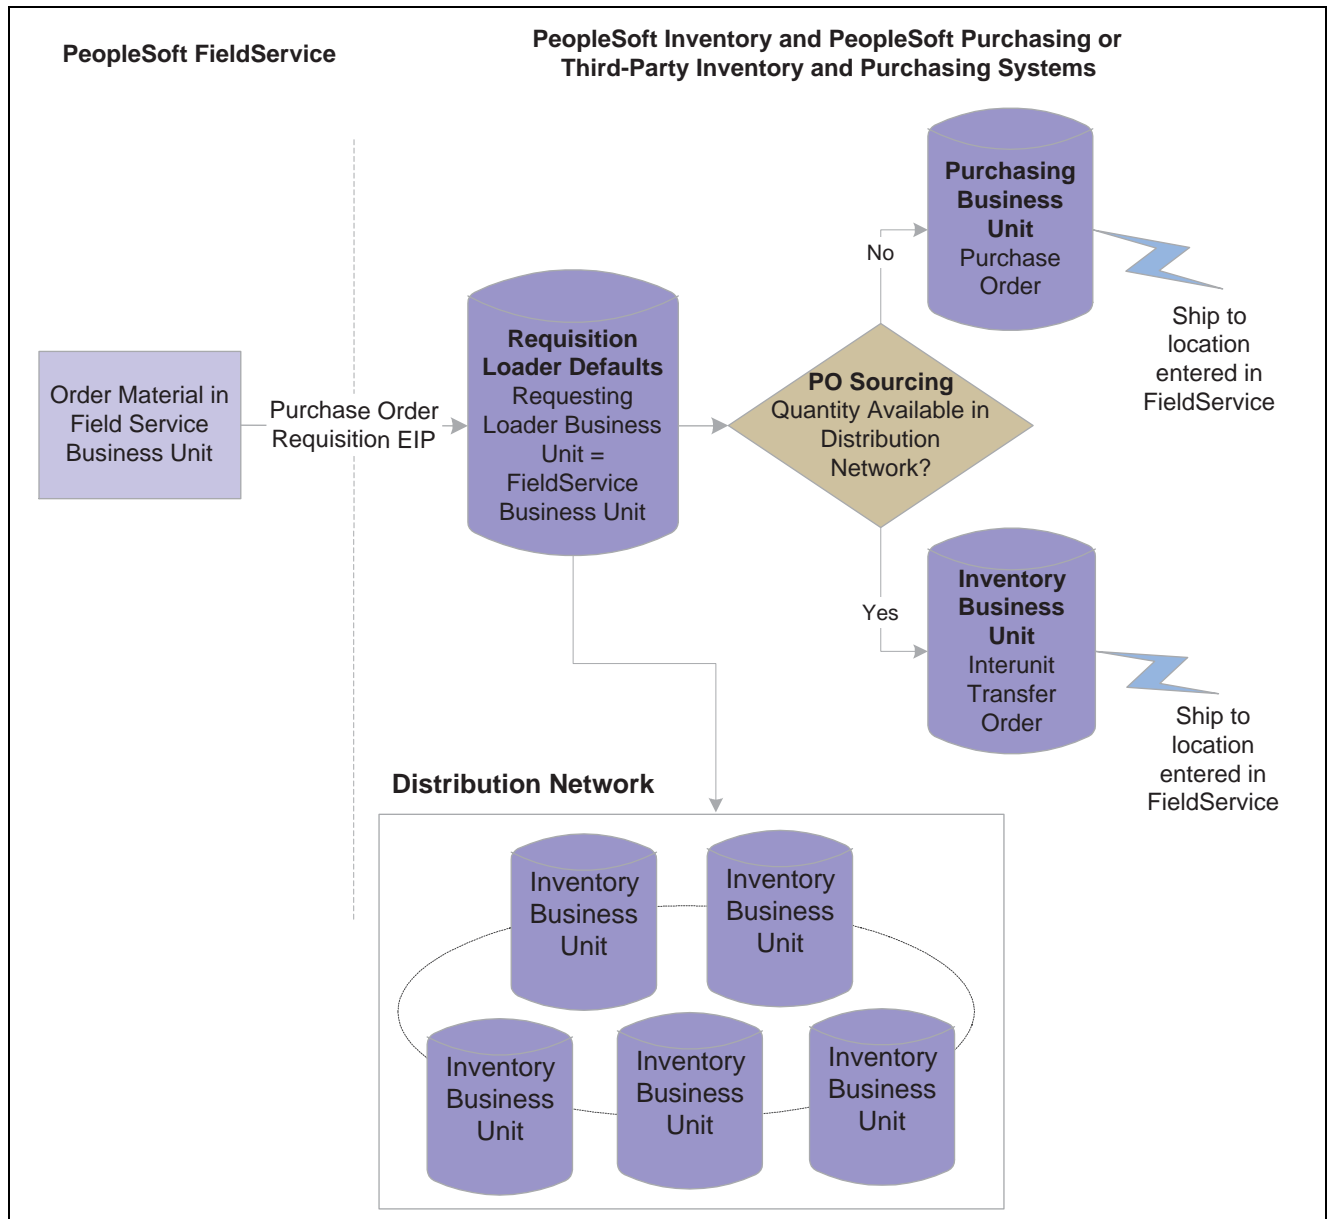 PeopleSoft FieldService
PeopleSoft Inventory and PeopleSoft Purchasing or
Third-Party Inventory and Purchasing Systems
Purchasing
Business
Unit
Purchase
Order
No
Ship to
location
entered in
FieldService
Order Material in
Field Service
Business Unit
Purchase Order
Requisition EIP
Requisition
Loader Defaults
Requesting
Loader Business
Unit =
FieldService
Business Unit
PO Sourcing
Quantity Available in
Distribution
Network?
Yes
Inventory
Business
Unit
Interunit
Transfer
Order
Ship to
location
entered in
FieldService
Distribution Network
Inventory
Business
Unit
Inventory
Business
Unit
Inventory
Business
Unit
Inventory
Business
Unit
Inventory
Business
Unit